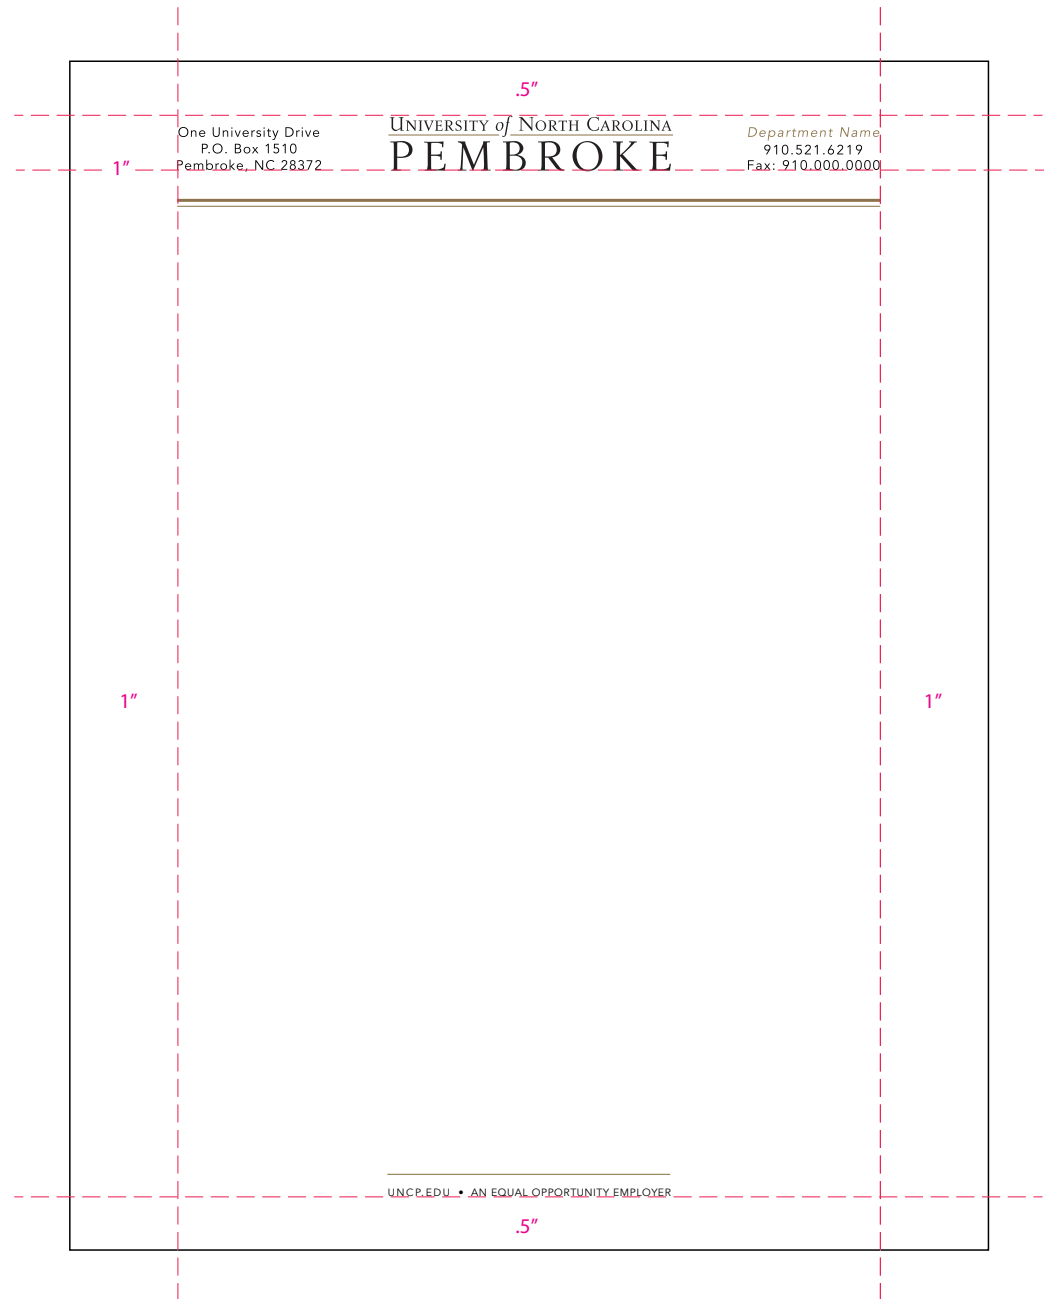 .5”
One University Drive
P.O. Box 1510
Pembroke, NC 28372
UNIVERSITY of NORTH CAROLINA
PEMBROKE
Department Name
910.521.6219
Fax: 910.000.0000
1”
1”
1”
UNCP.EDU • AN EQUAL OPPORTUNITY EMPLOYER
.5”